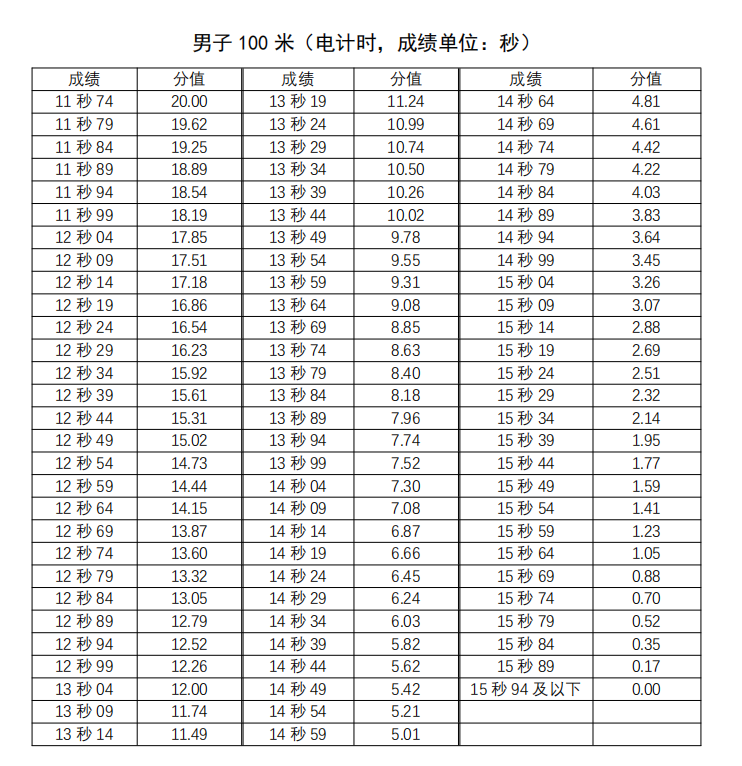 男子 100 米（电计时，成绩单位：秒）
成绩 分值 成绩 分值 成绩 分值
11 秒 74 20.00 13 秒 19 11.24 14 秒 64 4.81
11 秒 79 19.62 13 秒 24 10.99 14 秒 69 4.61
11 秒 84 19.25 13 秒 29 10.74 14 秒 74 4.42
11 秒 89 18.89 13 秒 34 10.50 14 秒 79 4.22
11 秒 94 18.54 13 秒 39 10.26 14 秒 84 4.03
11 秒 99 18.19 13 秒 44 10.02 14 秒 89 3.83
12 秒 04 17.85 13 秒 49 9.78 14 秒 94 3.64
12 秒 09 17.51 13 秒 54 9.55 14 秒 99 3.45
12 秒 14 17.18 13 秒 59 9.31 15 秒 04 3.26
12 秒 19 16.86 13 秒 64 9.08 15 秒 09 3.07
12 秒 24 16.54 13 秒 69 8.85 15 秒 14 2.88
12 秒 29 16.23 13 秒 74 8.63 15 秒 19 2.69
12 秒 34 15.92 13 秒 79 8.40 15 秒 24 2.51
12 秒 39 15.61 13 秒 84 8.18 15 秒 29 2.32
12 秒 44 15.31 13 秒 89 7.96 15 秒 34 2.14
12 秒 49 15.02 13 秒 94 7.74 15 秒 39 1.95
12 秒 54 14.73 13 秒 99 7.52 15 秒 44 1.77
12 秒 59 14.44 14 秒 04 7.30 15 秒 49 1.59
12 秒 64 14.15 14 秒 09 7.08 15 秒 54 1.41
12 秒 69 13.87 14 秒 14 6.87 15 秒 59 1.23
12 秒 74 13.60 14 秒 19 6.66 15 秒 64 1.05
12 秒 79 13.32 14 秒 24 6.45 15 秒 69 0.88
12 秒 84 13.05 14 秒 29 6.24 15 秒 74 0.70
12 秒 89 12.79 14 秒 34 6.03 15 秒 79 0.52
12 秒 94 12.52 14 秒 39 5.82 15 秒 84 0.35
12 秒 99 12.26 14 秒 44 5.62 15 秒 89 0.17
13 秒 04 12.00 14 秒 49 5.42 15 秒 94 及以下 0.00
13 秒 09 11.74 14 秒 54 5.21
13 秒 14 11.49 14 秒 59 5.01